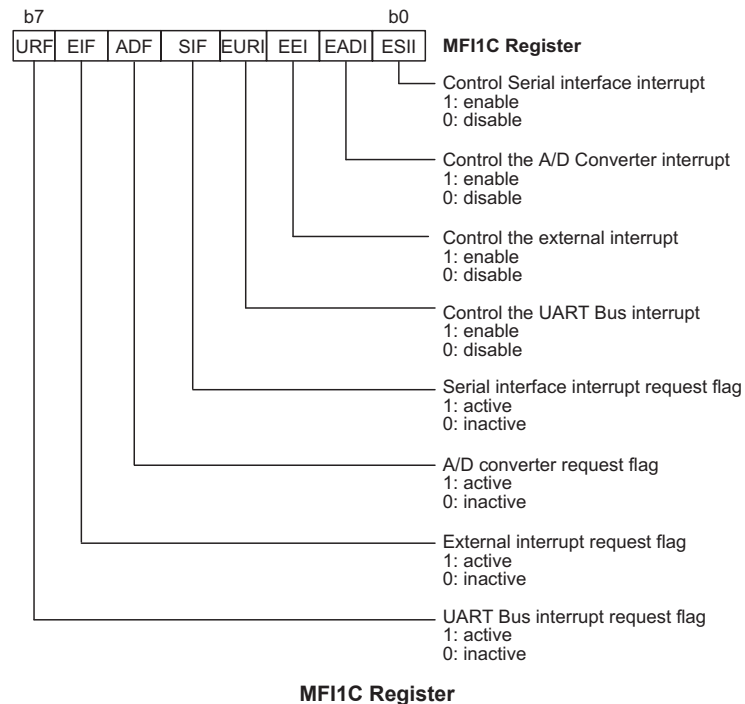 b7 b0
URF EIF ADF SIF EURI EEI EADI ESII MFI1C Register
Control Serial interface interrupt
1: enable
0: disable
Control the A/D Converter interrupt
1: enable
0: disable
Control the external interrupt
1: enable
0: disable
Control the UART Bus interrupt
1: enable
0: disable
Serial interface interrupt request flag
1: active
0: inactive
A/D converter request flag
1: active
0: inactive
External interrupt request flag
1: active
0: inactive
UART Bus interrupt request flag
1: active
0: inactive
MFI1C Register